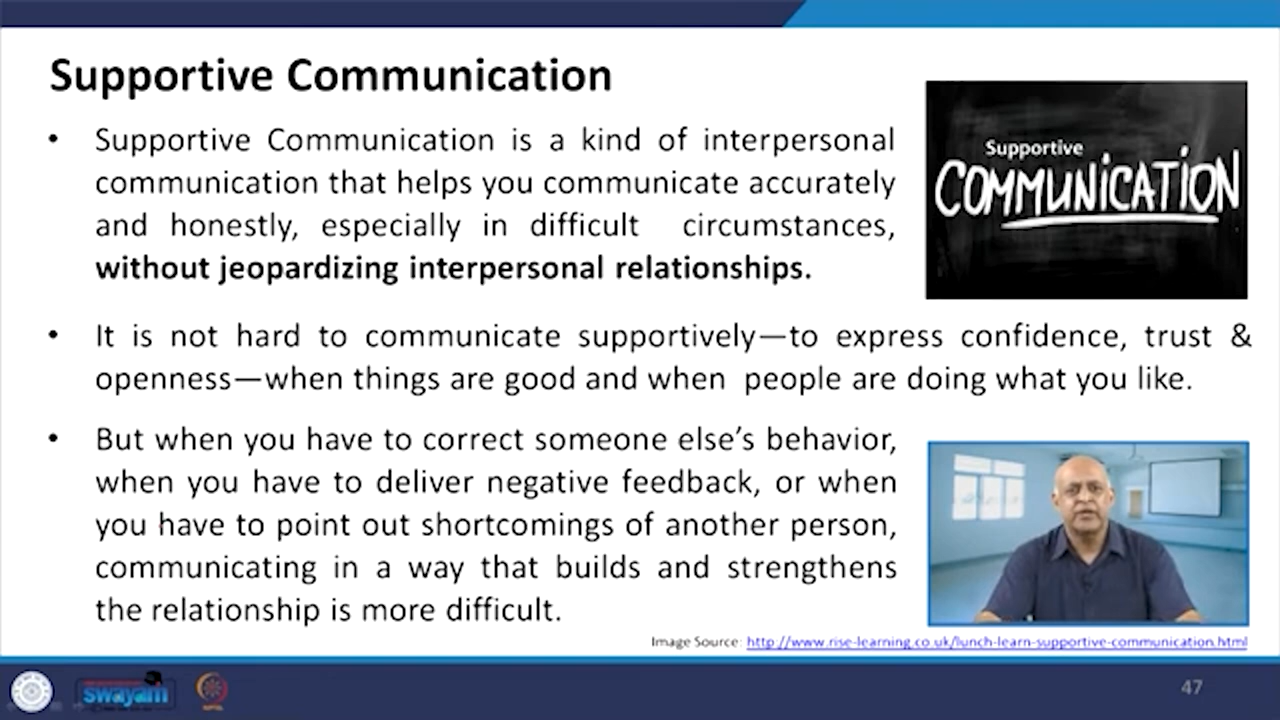 Supportive Communication
• Supportive Communication is a kind of interpersonal
communication that helps you communicate accurately
and honestly, especially in difficult circumstances,
without jeopardizing interpersonal relationships.
Supportive
COMMUNiCATiON
• It is not hard to communicate supportively—to express confidence, trust &
openness—when things are good and when people are doing what you like.
• But when you have to correct someone else’s behavior,
when you have to deliver negative feedback, or when
you have to point out shortcomings of another person,
communicating in a way that builds and strengthens
the relationship is more difficult.
Image Source: http://www.rise-learning.co.uk/lunch-learn-supportive-communication.html
swayam
47